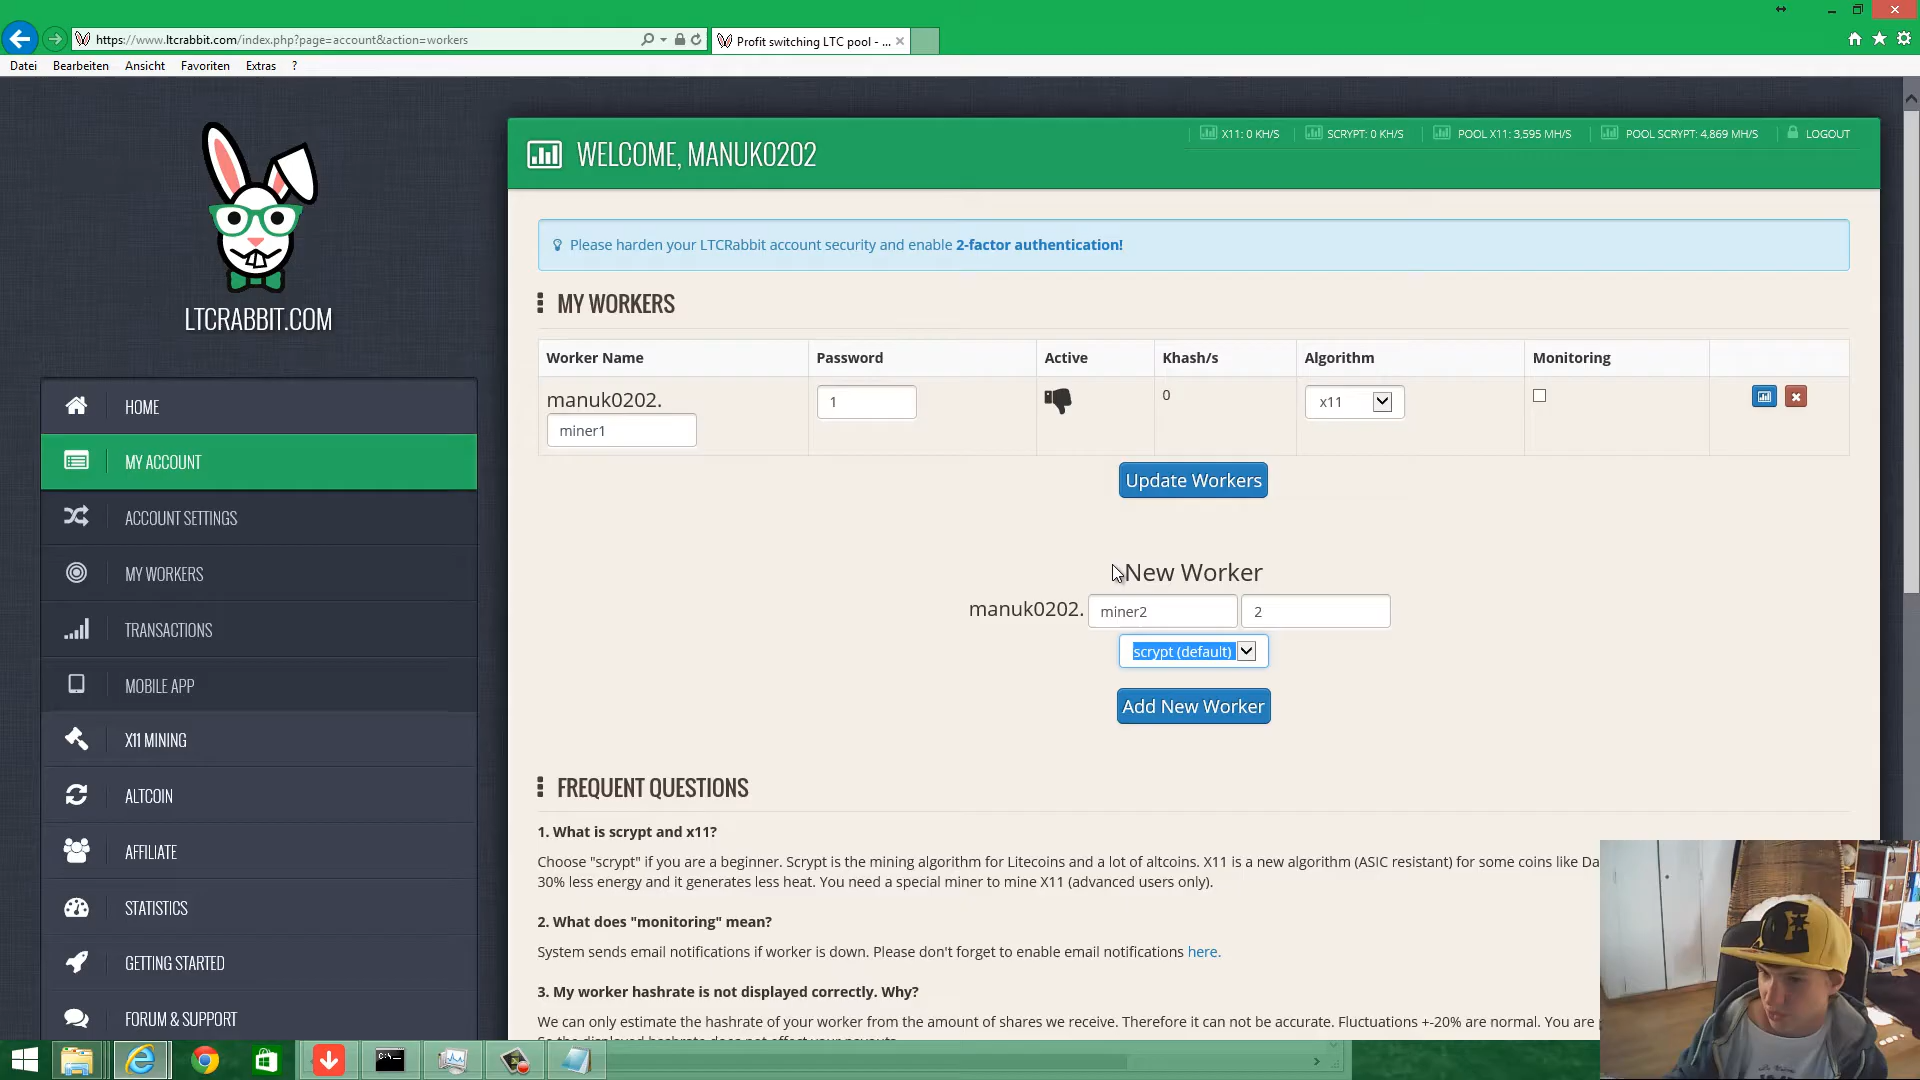 https://www.ltcrabbit.com/index.php?page=account&action=workers
Profit switching LTC pool - ...
Datei Bearbeiten Ansicht Favoriten Extras ?
LTCRABBIT.COM
HOME
MY ACCOUNT
ACCOUNT SETTINGS
MY WORKERS
TRANSACTIONS
MOBILE APP
X11 MINING
ALTCOIN
AFFILIATE
STATISTICS
GETTING STARTED
FORUM & SUPPORT
X11: 0 KH/S SCRYPT: 0 KH/S POOL X11: 3,595 MH/S POOL SCRYPT: 4,869 MH/S LOGOUT
WELCOME, MANUK0202
Please harden your LTCRabbit account security and enable 2-factor authentication!
MY WORKERS
Worker Name Password Active Khash/s Algorithm Monitoring
manuk0202. 1 0 x11
miner1
Update Workers
New Worker
manuk0202. miner2 2
scrypt (default)
Add New Worker
FREQUENT QUESTIONS
1. What is scrypt and x11?
Choose "scrypt" if you are a beginner. Scrypt is the mining algorithm for Litecoins and a lot of altcoins. X11 is a new algorithm (ASIC resistant) for some coins like Da
30% less energy and it generates less heat. You need a special miner to mine X11 (advanced users only).
2. What does "monitoring" mean?
System sends email notifications if worker is down. Please don't forget to enable email notifications here.
3. My worker hashrate is not displayed correctly. Why?
We can only estimate the hashrate of your worker from the amount of shares we receive. Therefore it can not be accurate. Fluctuations +-20% are normal. You are